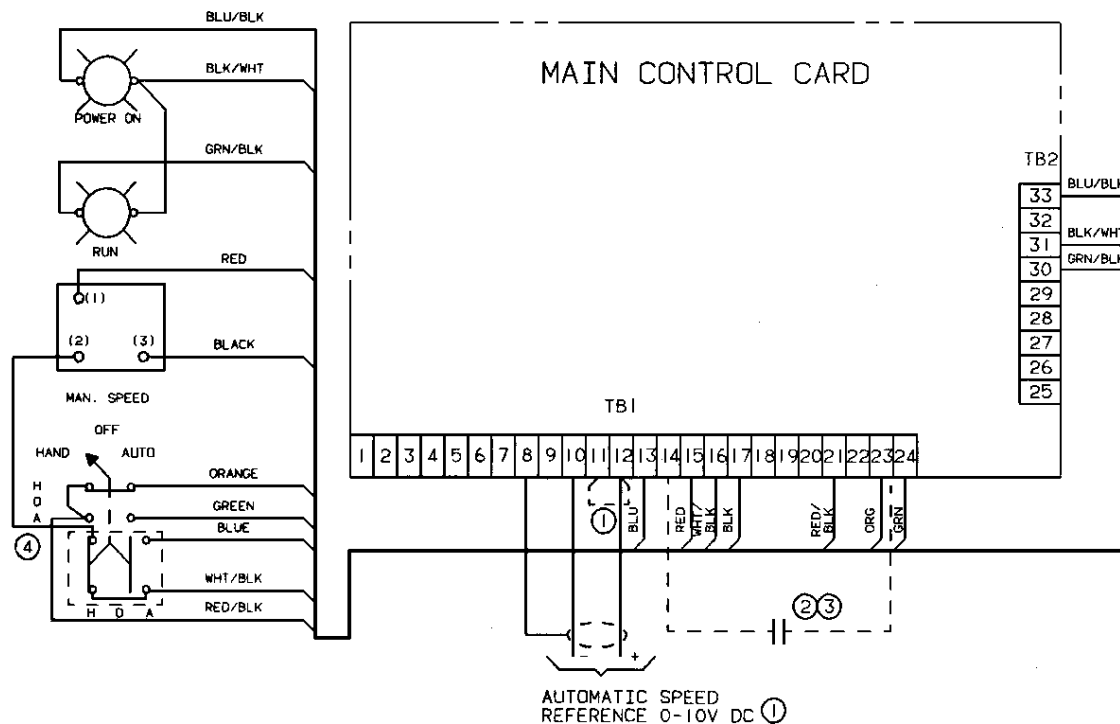 BLU/BLK
BLK/WHT
POWER ON
GRN/BLK
RUN
RED
(1)
(2) (3)
BLACK
MAN. SPEED
OFF
HAND AUTO
ORANGE
H
O
A
GREEN
BLUE
4
WHT/BLK
RED/BLK
H O A
MAIN CONTROL CARD
TB2
33 BLU/BLK
32
31 BLK/WHT
30 GRN/BLK
29
28
27
26
25
TB1
1 2 3 4 5 6 7 8 9 10 11 12 13 14 15 16 17 18 19 20 21 22 23 24
1
BLU
RED
WHT/
BLK
BLK
RED/
BLK
ORG
GRN
2 3
- +
AUTOMATIC SPEED
REFERENCE 0-10V DC 1